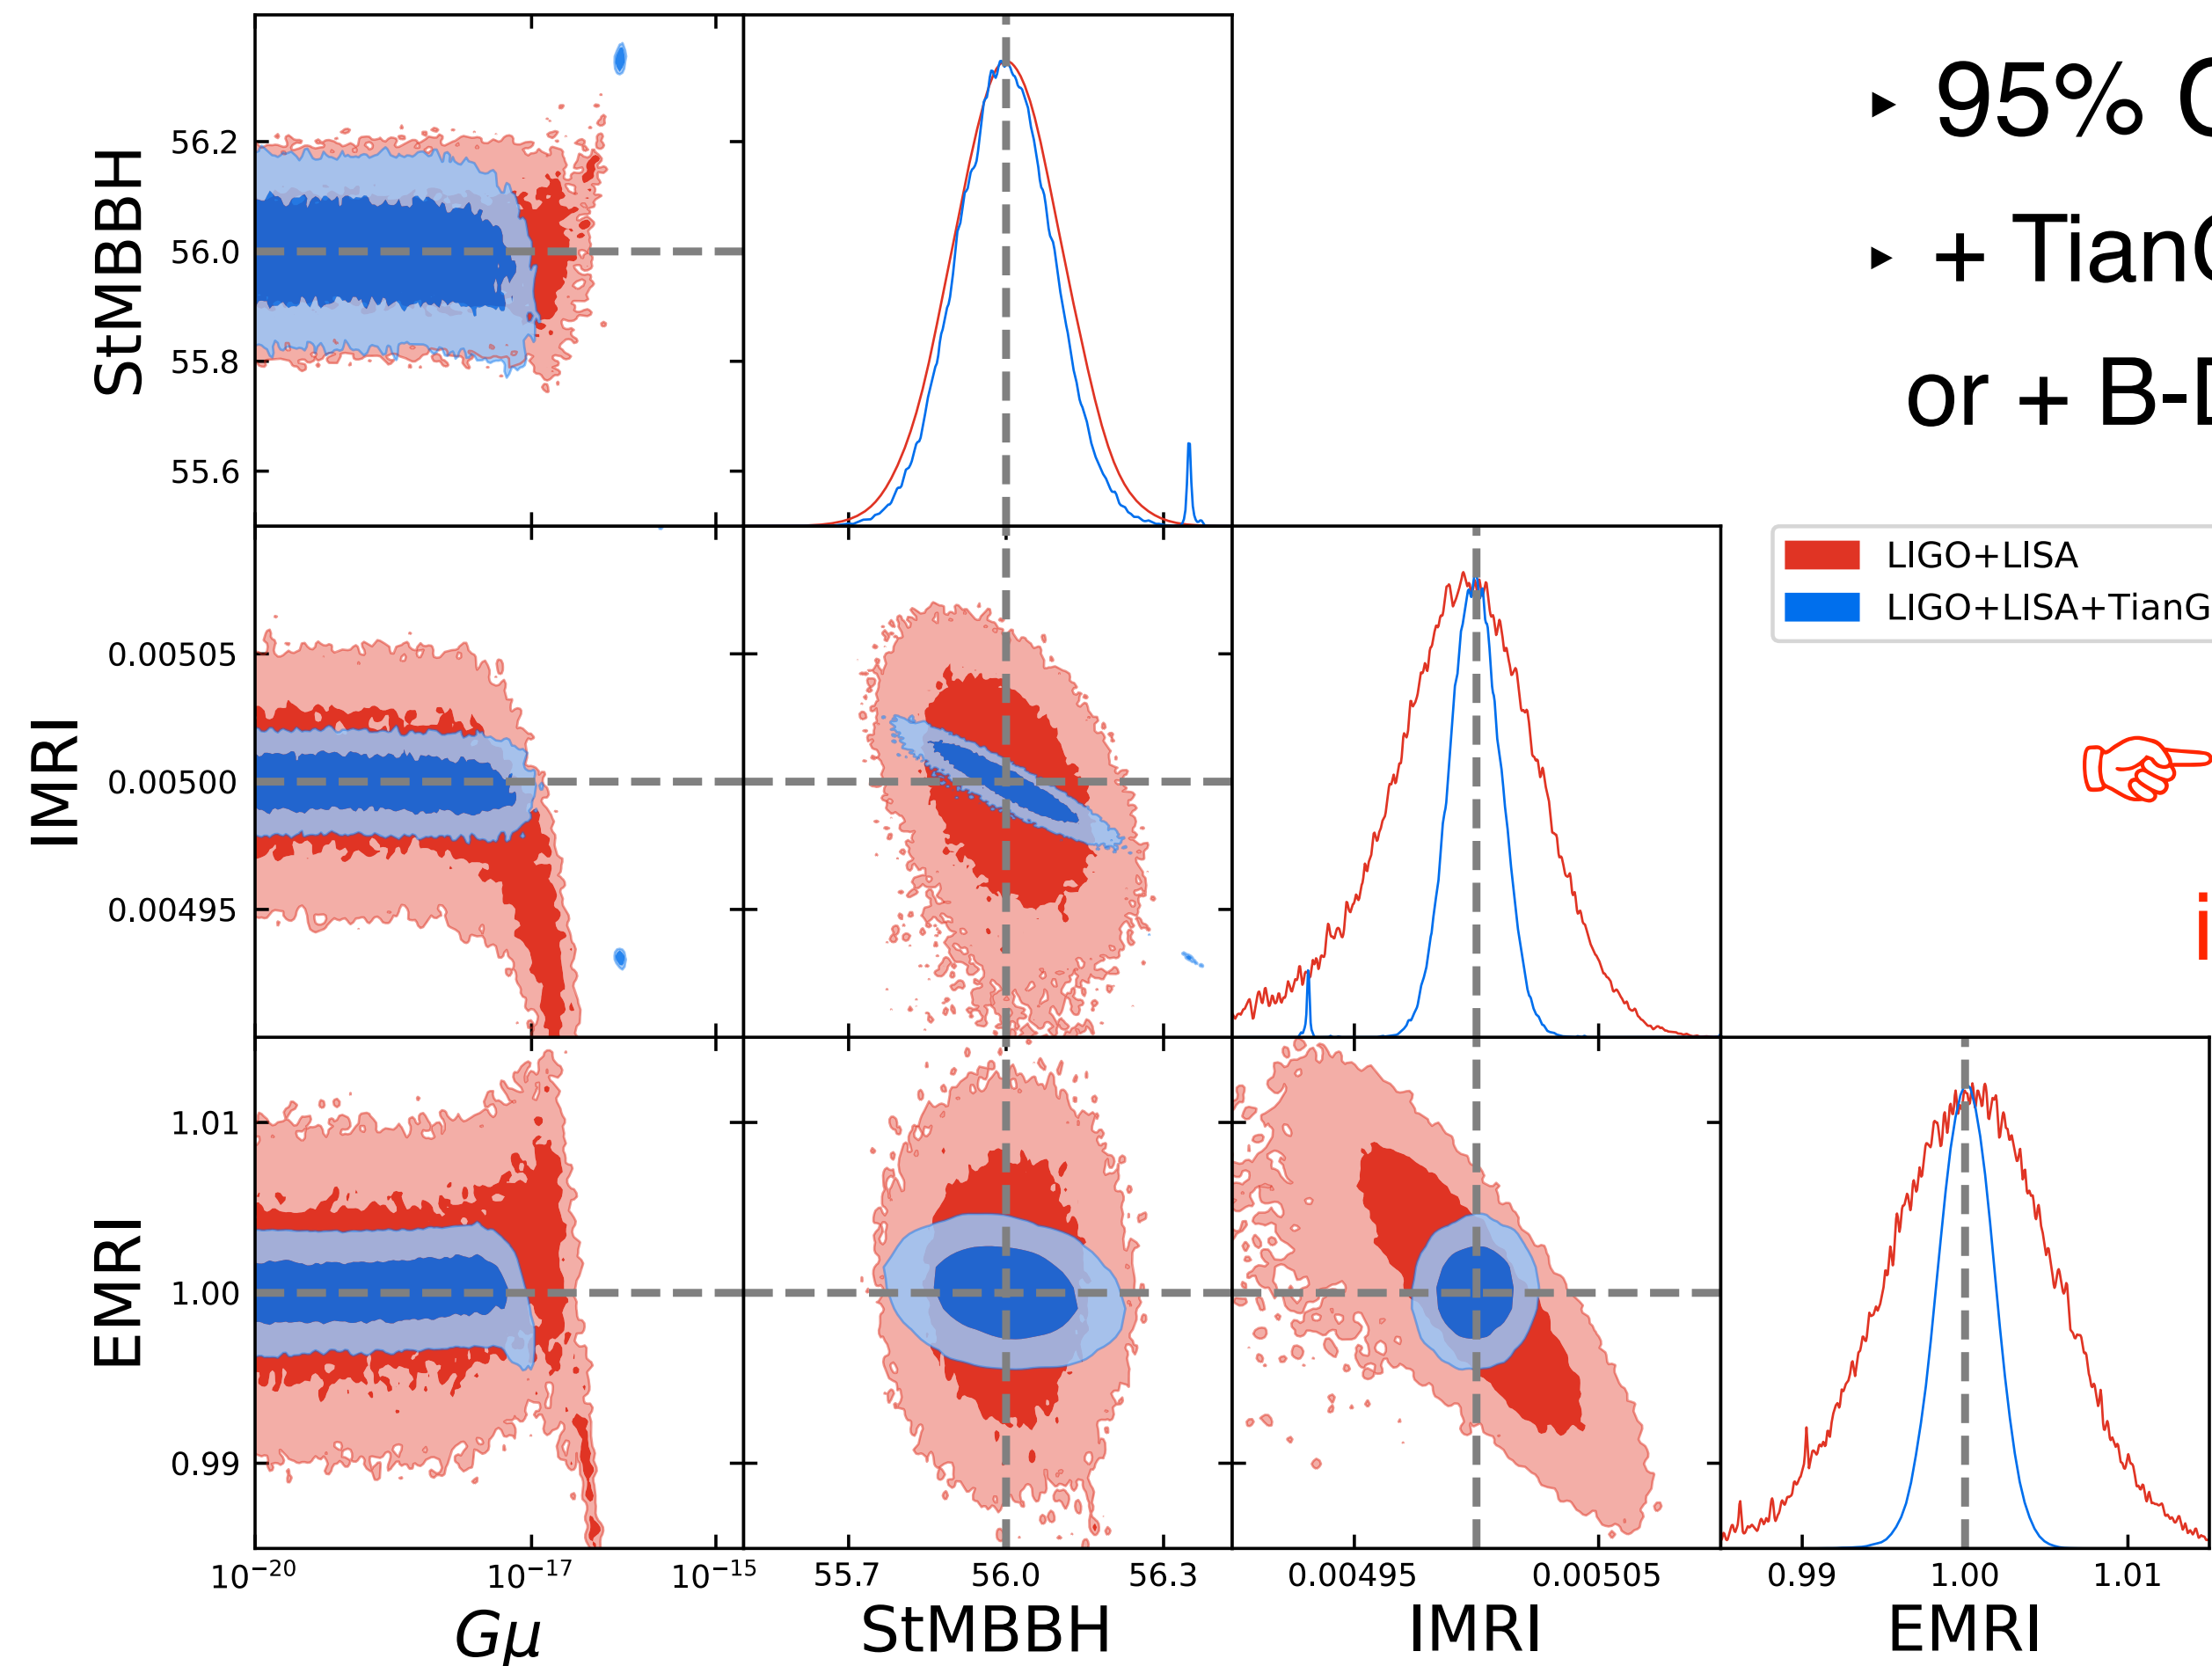 ▸ 95%
▸ + Tian
or + B-
StMBBH
56.2
56.0
55.8
55.6
LIGO+LISA
LIGO+LISA+TianG
IMRI
0.00505
0.00500
0.00495
i
EMRI
1.01
1.00
0.99
10⁻²⁰ 10⁻¹⁷ 10⁻¹⁵ 55.7 56.0 56.3 0.00495 0.00505 0.99 1.00 1.01
Gμ StMBBH IMRI EMRI